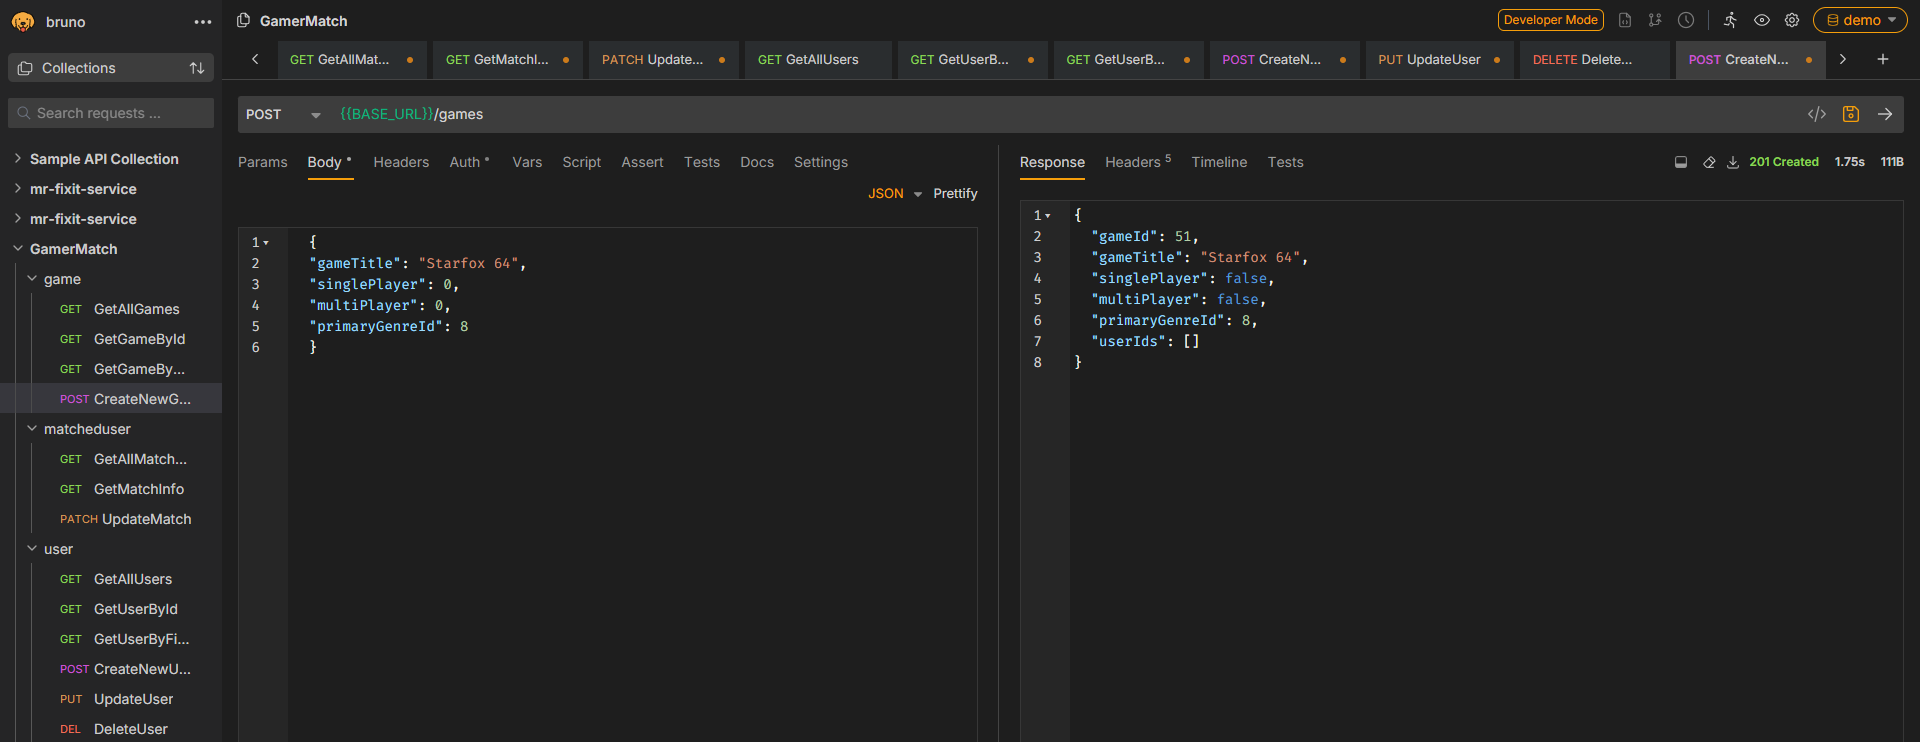 bruno
Collections
Search requests ...
Sample API Collection
mr-fixit-service
mr-fixit-service
GamerMatch
game
GET GetAllGames
GET GetGameById
GET GetGameBy...
POST CreateNewG...
matcheduser
GET GetAllMatch...
GET GetMatchInfo
PATCH UpdateMatch
user
GET GetAllUsers
GET GetUserById
GET GetUserByFi...
POST CreateNewU...
PUT UpdateUser
DEL DeleteUser
GamerMatch
Developer Mode
demo
GET GetAllMat...
GET GetMatchI...
PATCH Update...
GET GetAllUsers
GET GetUserB...
GET GetUserB...
POST CreateN...
PUT UpdateUser
DELETE Delete...
POST CreateN...
POST {{BASE_URL}}/games
Params Body Headers Auth Vars Script Assert Tests Docs Settings
JSON Prettify
1 {
2 "gameTitle": "Starfox 64",
3 "singlePlayer": 0,
4 "multiPlayer": 0,
5 "primaryGenreId": 8
6 }
Response Headers 5 Timeline Tests
201 Created 1.75s 111B
1 {
2 "gameId": 51,
3 "gameTitle": "Starfox 64",
4 "singlePlayer": false,
5 "multiPlayer": false,
6 "primaryGenreId": 8,
7 "userIds": []
8 }